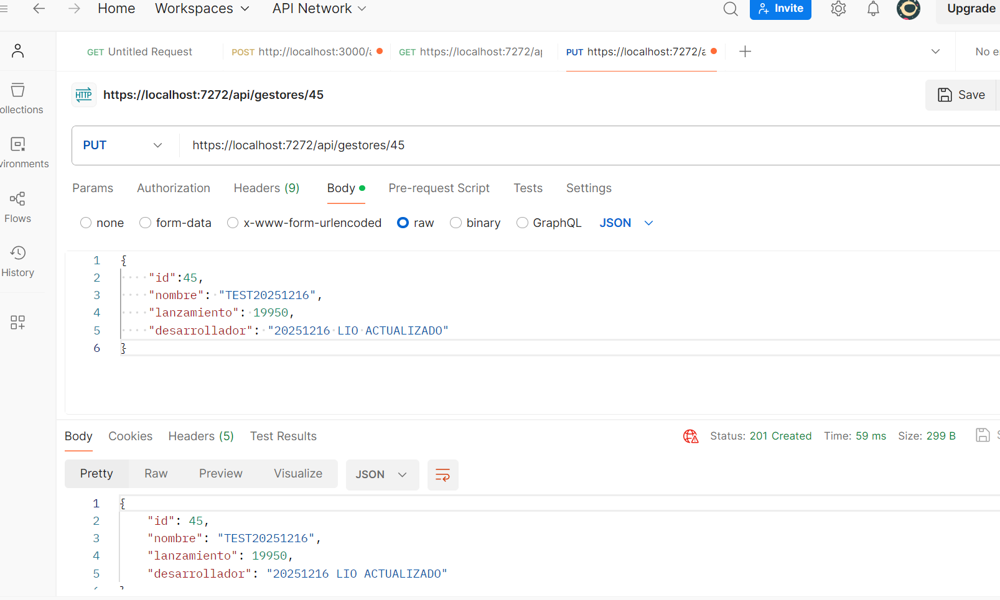 Home Workspaces API Network Invite Upgrade
GET Untitled Request POST http://localhost:3000/a GET https://localhost:7272/ap PUT https://localhost:7272/a No e
HTTP https://localhost:7272/api/gestores/45 Save
ollections
PUT https://localhost:7272/api/gestores/45
vironments
Params Authorization Headers (9) Body Pre-request Script Tests Settings
Flows
none form-data x-www-form-urlencoded raw binary GraphQL JSON
History
1 {
2 "id":45,
3 "nombre": "TEST20251216",
4 "lanzamiento": 19950,
5 "desarrollador": "20251216 LIO ACTUALIZADO"
6 }
Body Cookies Headers (5) Test Results Status: 201 Created Time: 59 ms Size: 299 B
Pretty Raw Preview Visualize JSON
1 {
2 "id": 45,
3 "nombre": "TEST20251216",
4 "lanzamiento": 19950,
5 "desarrollador": "20251216 LIO ACTUALIZADO"